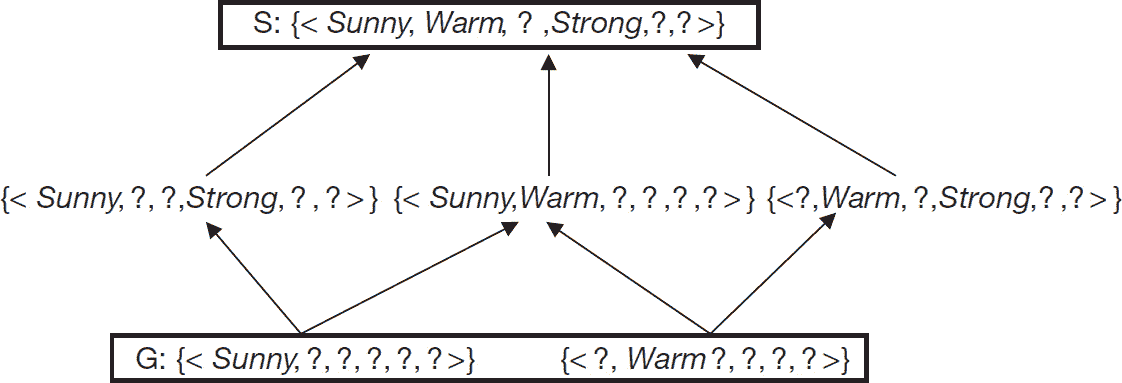 S: {< Sunny, Warm, ? ,Strong,?,? >}
{< Sunny, ?, ?,Strong, ? , ? >} {< Sunny,Warm, ?, ? ,? ,? >} {<?,Warm, ?,Strong,? ,? >}
G: {< Sunny, ?, ?, ?, ?, ? >} {< ?, Warm ?, ?, ?, ? >}